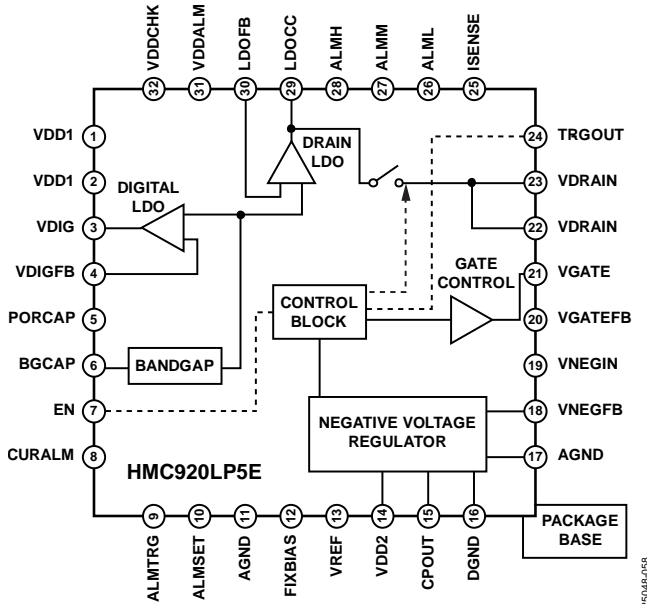 VDDCHK
VDDALM
LDOFB
LDOCC
ALMH
ALMM
ALML
ISENSE
32
31
30
29
28
27
26
25
VDD1
1
VDD1
2
VDIG
3
VDIGFB
4
PORCAP
5
BGCAP
6
EN
7
CURALM
8
DRAIN
LDO
DIGITAL
LDO
BANDGAP
CONTROL
BLOCK
GATE
CONTROL
NEGATIVE VOLTAGE
REGULATOR
HMC920LP5E
24
TRGOUT
23
VDRAIN
22
VDRAIN
21
VGATE
20
VGATEFB
19
VNEGIN
18
VNEGFB
17
AGND
9
10
11
12
13
14
15
16
ALMTRG
ALMSET
AGND
FIXBIAS
VREF
VDD2
CPOUT
DGND
PACKAGE
BASE